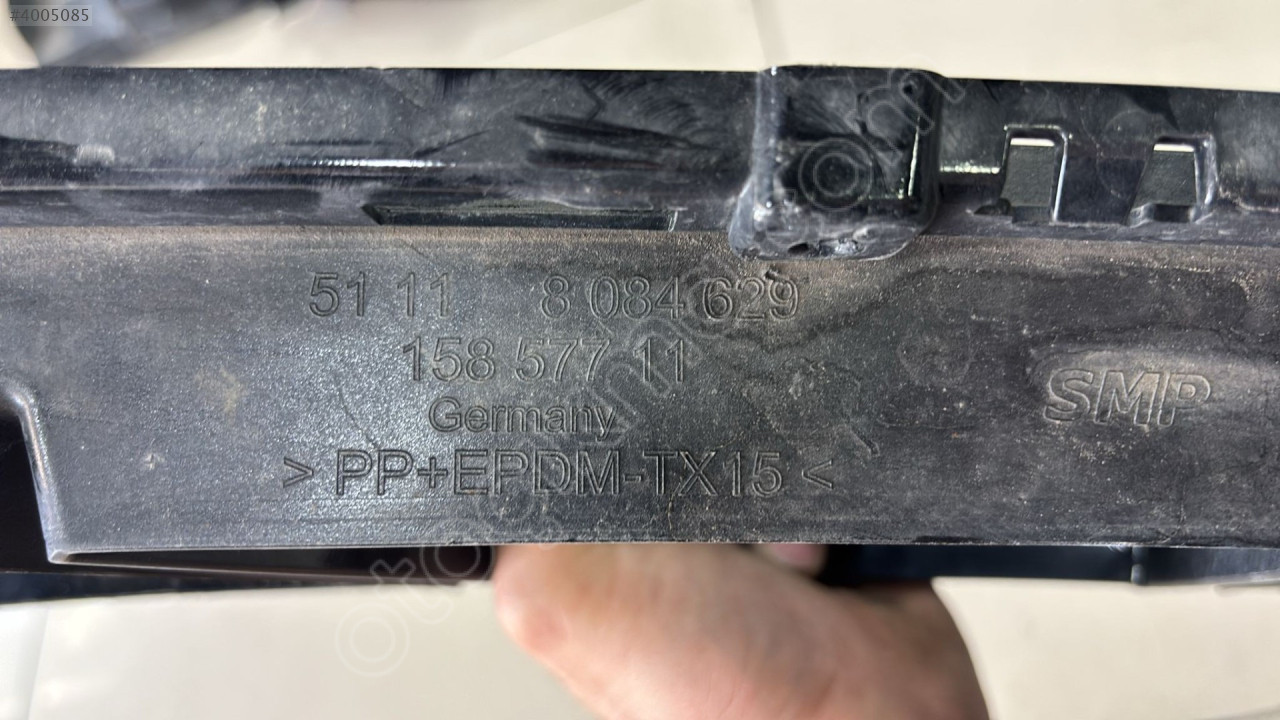 #4005085
51 11 8 084 629
158 577 11
Germany
SMP
> PP+EPDM-TX15 <